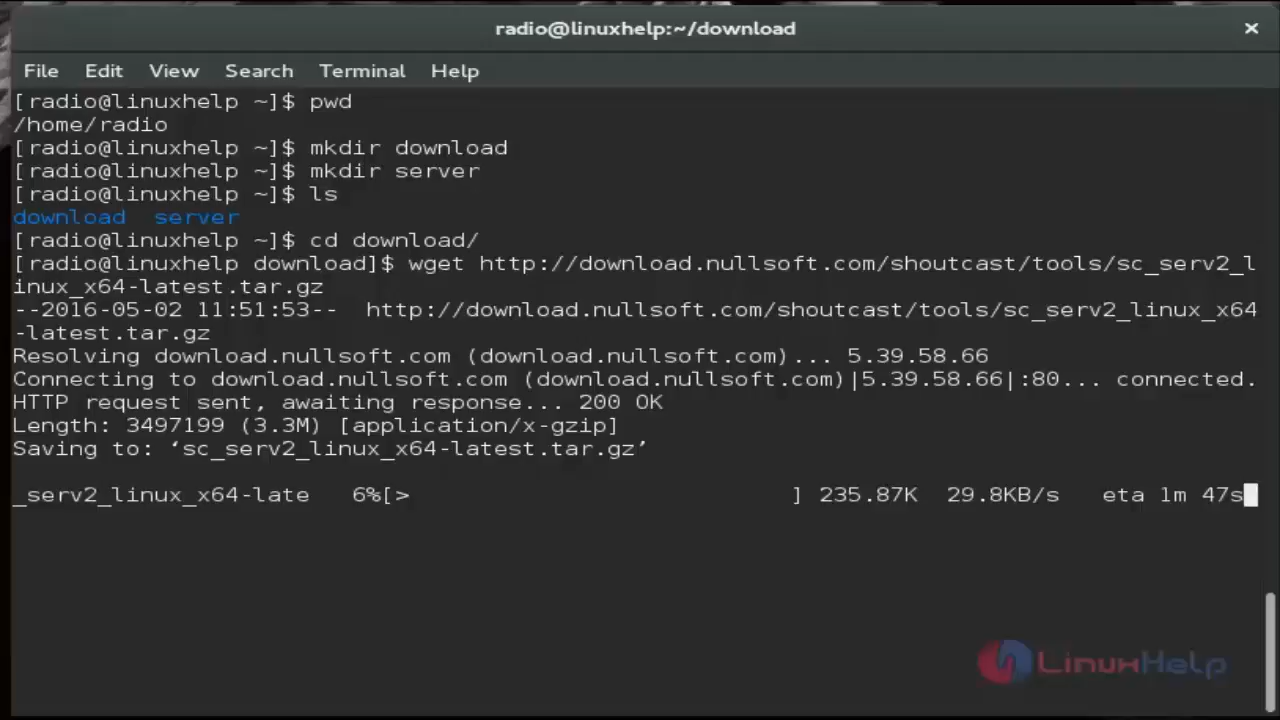 radio@linuxhelp:~/download ×
File Edit View Search Terminal Help
[radio@linuxhelp ~]$ pwd
/home/radio
[radio@linuxhelp ~]$ mkdir download
[radio@linuxhelp ~]$ mkdir server
[radio@linuxhelp ~]$ ls
download  server
[radio@linuxhelp ~]$ cd download/
[radio@linuxhelp download]$ wget http://download.nullsoft.com/shoutcast/tools/sc_serv2_l
inux_x64-latest.tar.gz
--2016-05-02 11:51:53--  http://download.nullsoft.com/shoutcast/tools/sc_serv2_linux_x64
-latest.tar.gz
Resolving download.nullsoft.com (download.nullsoft.com)... 5.39.58.66
Connecting to download.nullsoft.com (download.nullsoft.com)|5.39.58.66|:80... connected.
HTTP request sent, awaiting response... 200 OK
Length: 3497199 (3.3M) [application/x-gzip]
Saving to: ‘sc_serv2_linux_x64-latest.tar.gz’
_serv2_linux_x64-late   6%[>                           ] 235.87K  29.8KB/s   eta 1m 47s
LinuxHelp